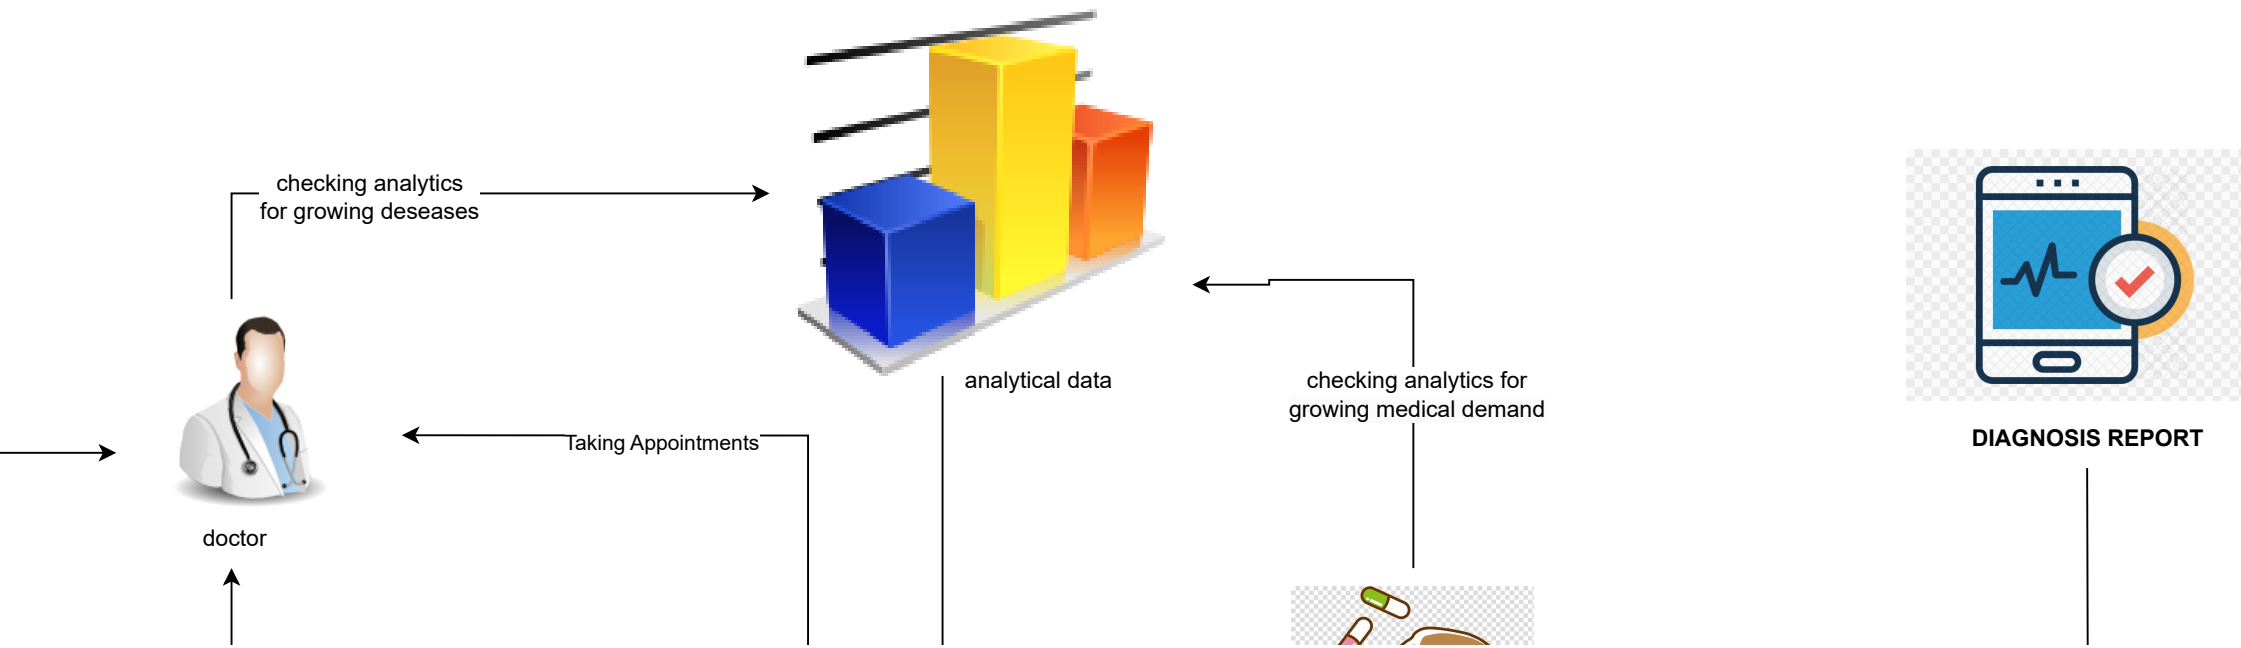 checking analytics
for growing deseases
analytical data
checking analytics for
growing medical demand
DIAGNOSIS REPORT
Taking Appointments
doctor